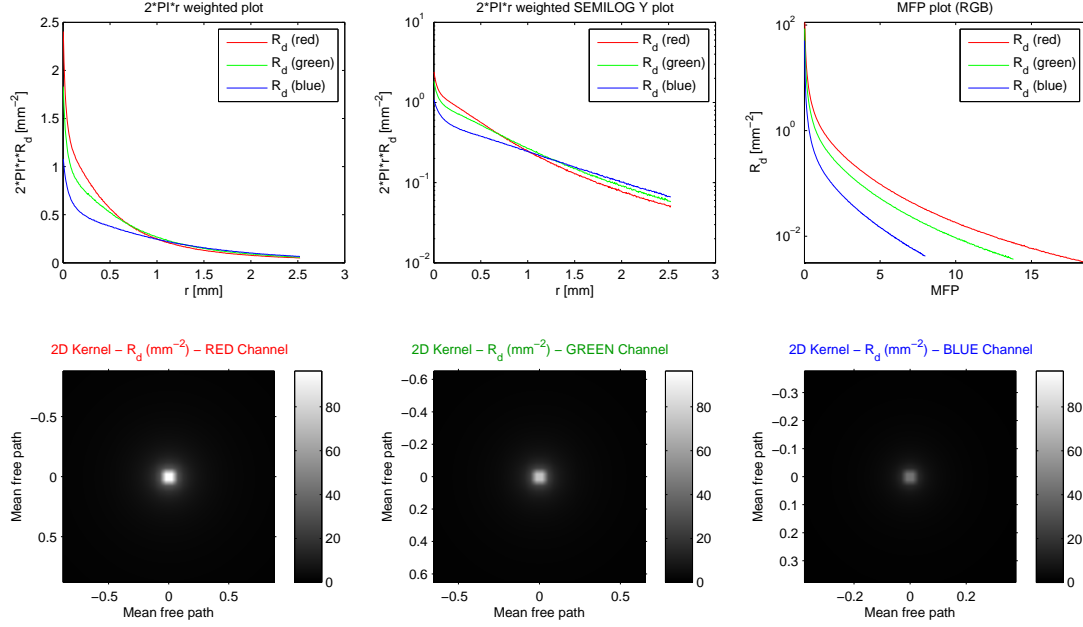 2*PI*r weighted plot
2*PI*r*R_d [mm^−2]
2.5
2
1.5
1
0.5
0
0 0.5 1 1.5 2 2.5 3
r [mm]
R_d (red)
R_d (green)
R_d (blue)
2*PI*r weighted SEMILOG Y plot
2*PI*r*R_d [mm^−2]
10^1
10^0
10^−1
10^−2
0 0.5 1 1.5 2 2.5 3
r [mm]
R_d (red)
R_d (green)
R_d (blue)
MFP plot (RGB)
R_d [mm^−2]
10^2
10^0
10^−2
0 5 10 15
MFP
R_d (red)
R_d (green)
R_d (blue)
2D Kernel − R_d (mm^−2) − RED Channel
Mean free path
−0.5
0
0.5
−0.5 0 0.5
Mean free path
80
60
40
20
0
2D Kernel − R_d (mm^−2) − GREEN Channel
Mean free path
−0.6
−0.4
−0.2
0
0.2
0.4
0.6
−0.5 0 0.5
Mean free path
80
60
40
20
0
2D Kernel − R_d (mm^−2) − BLUE Channel
Mean free path
−0.3
−0.2
−0.1
0
0.1
0.2
0.3
−0.2 0 0.2
Mean free path
80
60
40
20
0